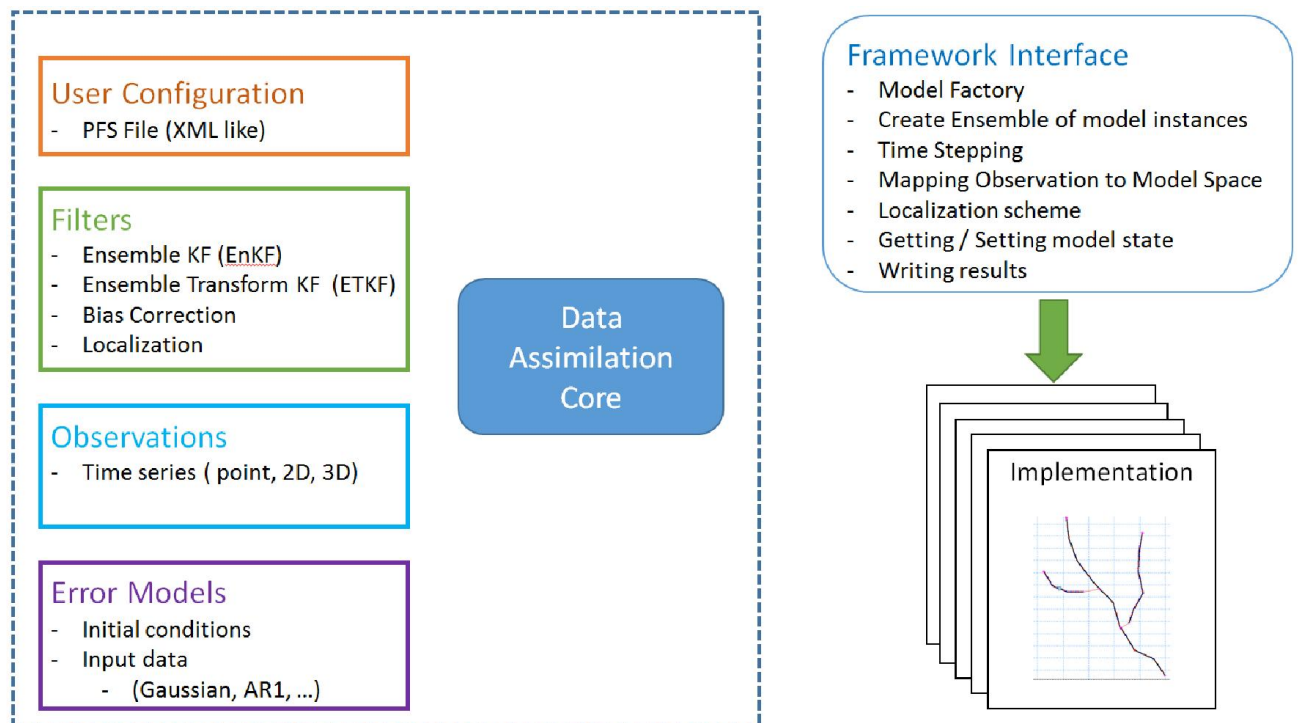 User Configuration
- PFS File (XML like)
Filters
- Ensemble KF (EnKF)
- Ensemble Transform KF (ETKF)
- Bias Correction
- Localization
Observations
- Time series ( point, 2D, 3D)
Error Models
- Initial conditions
- Input data
- (Gaussian, AR1, ...)
Data
Assimilation
Core
Framework Interface
- Model Factory
- Create Ensemble of model instances
- Time Stepping
- Mapping Observation to Model Space
- Localization scheme
- Getting / Setting model state
- Writing results
Implementation